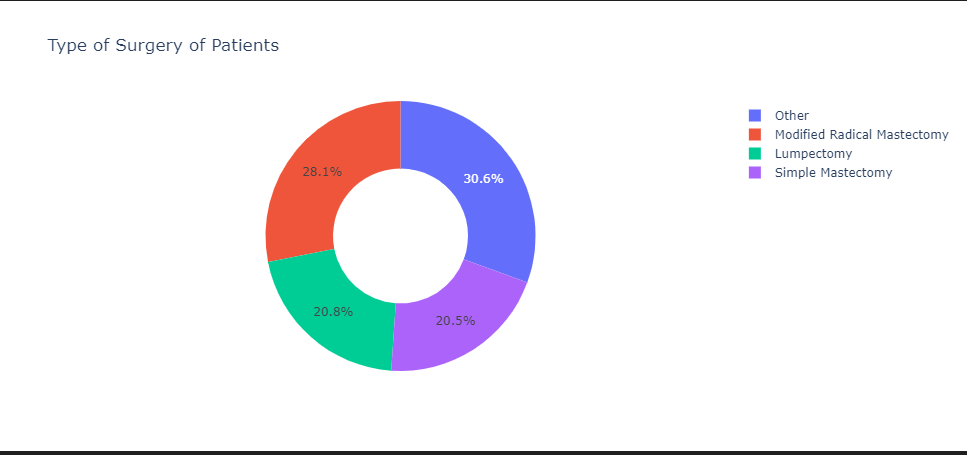 Type of Surgery of Patients
Other
Modified Radical Mastectomy
Lumpectomy
Simple Mastectomy
28.1%
30.6%
20.8%
20.5%